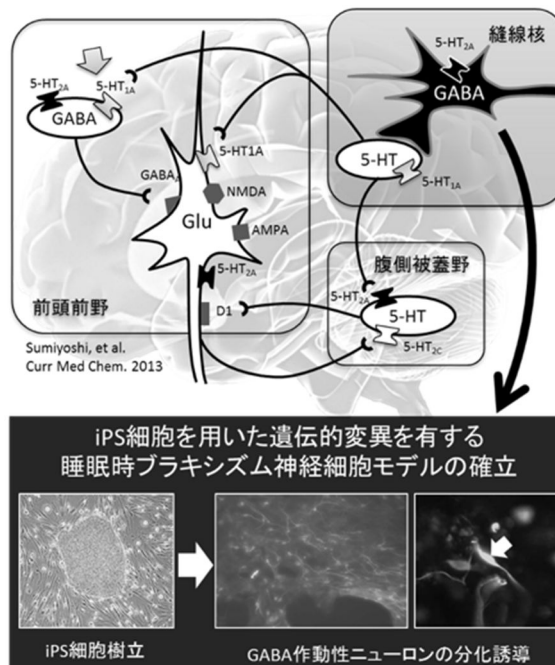 5-HT2A
5-HT1A
GABA
GABAA
5-HT1A
NMDA
Glu
AMPA
5-HT2A
D1
前頭前野
Sumiyoshi, et al.
Curr Med Chem. 2013
縫線核
5-HT2A
GABA
5-HT
5-HT1A
腹側被蓋野
5-HT2A
5-HT
5-HT2C
iPS細胞を用いた遺伝的変異を有する
睡眠時ブラキシズム神経細胞モデルの確立
iPS細胞樹立
GABA作動性ニューロンの分化誘導